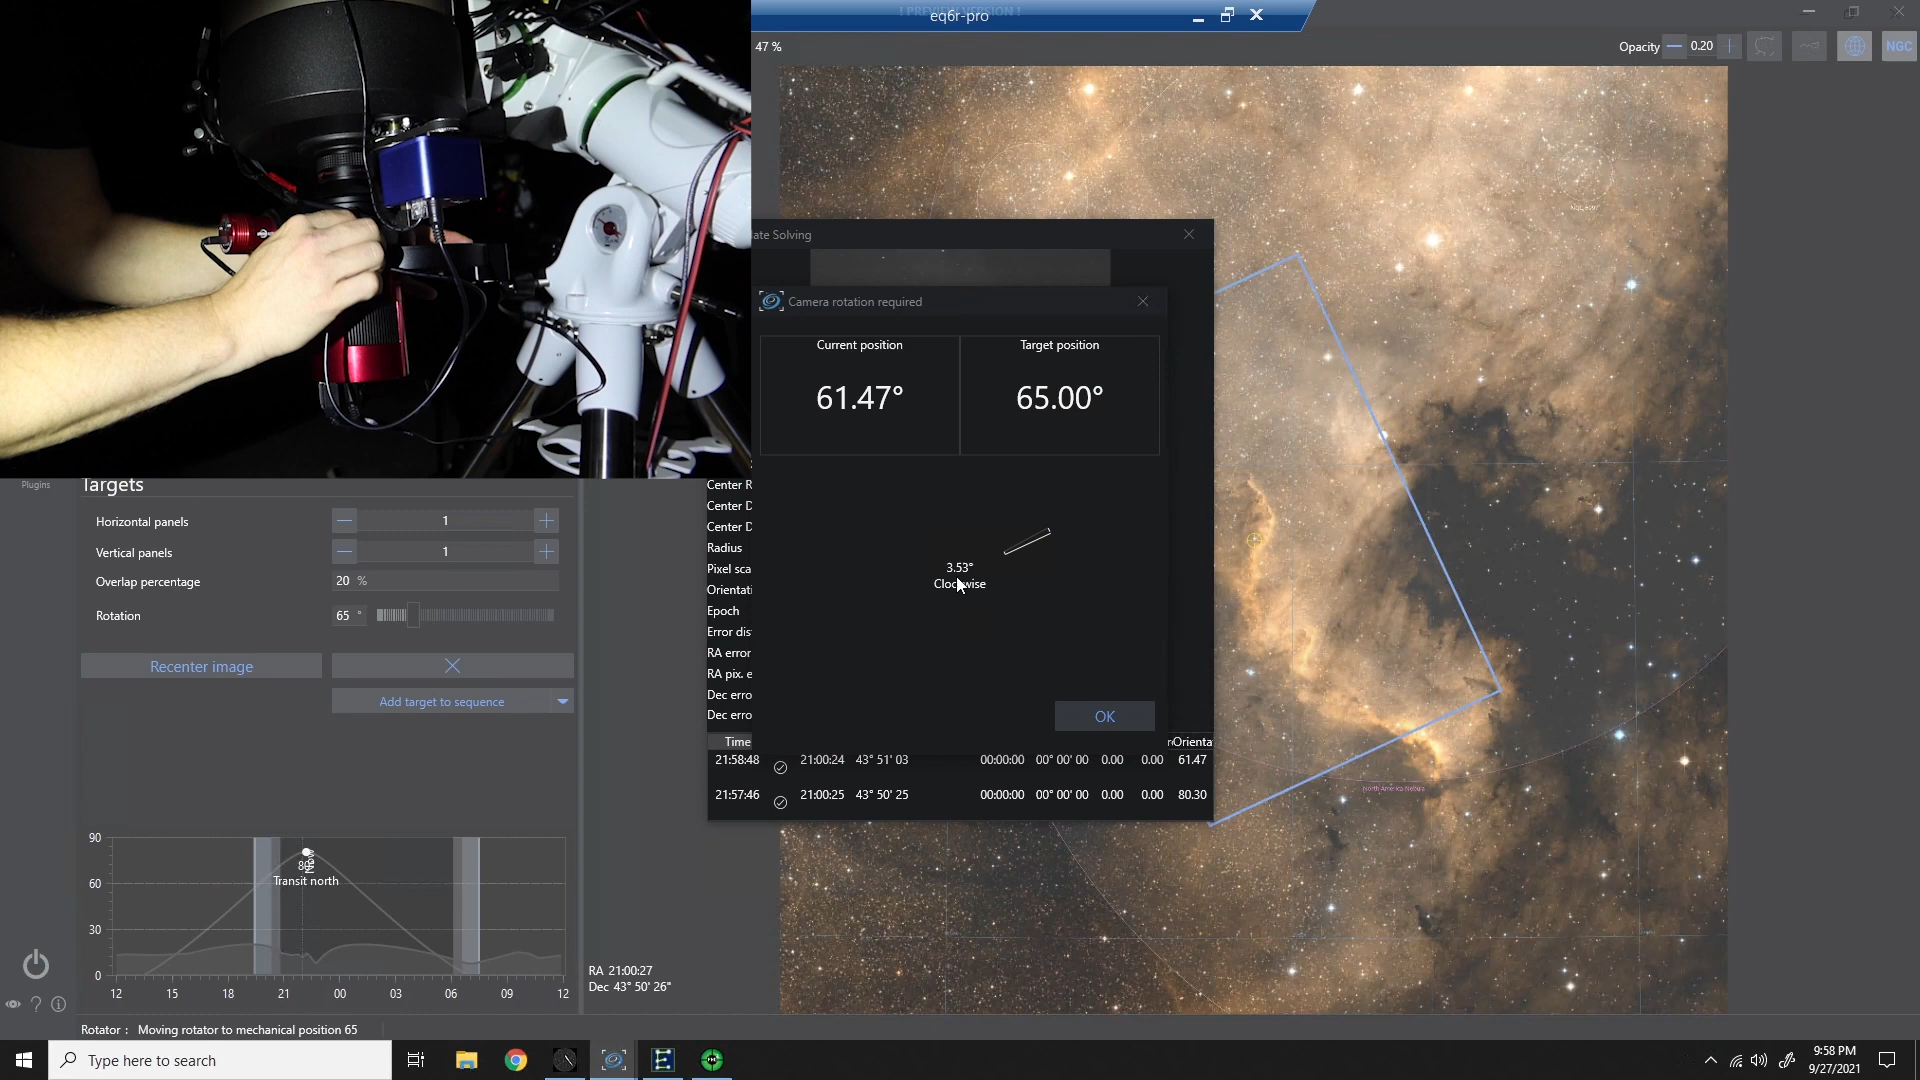 ! PREVIEW VERSION !
eq6r-pro
47 %
Opacity
0.20
NGC
ate Solving
Camera rotation required
Current position
Target position
61.47°
65.00°
3.53°
Clockwise
OK
Plugins
Targets
Horizontal panels
1
Vertical panels
1
Overlap percentage
20 %
Rotation
65 °
Recenter image
Add target to sequence
Center R
Center D
Center D
Radius
Pixel sca
Orientati
Epoch
Error dis
RA error
RA pix. e
Dec erro
Dec erro
Time
rOrienta
21:58:48 21:00:24 43° 51' 03 00:00:00 00° 00' 00 0.00 0.00 61.47
21:57:46 21:00:25 43° 50' 25 00:00:00 00° 00' 00 0.00 0.00 80.30
North America Nebula
90
60
30
0
Now
Transit north
12 15 18 21 00 03 06 09 12
RA 21:00:27
Dec 43° 50' 26"
Rotator : Moving rotator to mechanical position 65
Type here to search
9:58 PM
9/27/2021